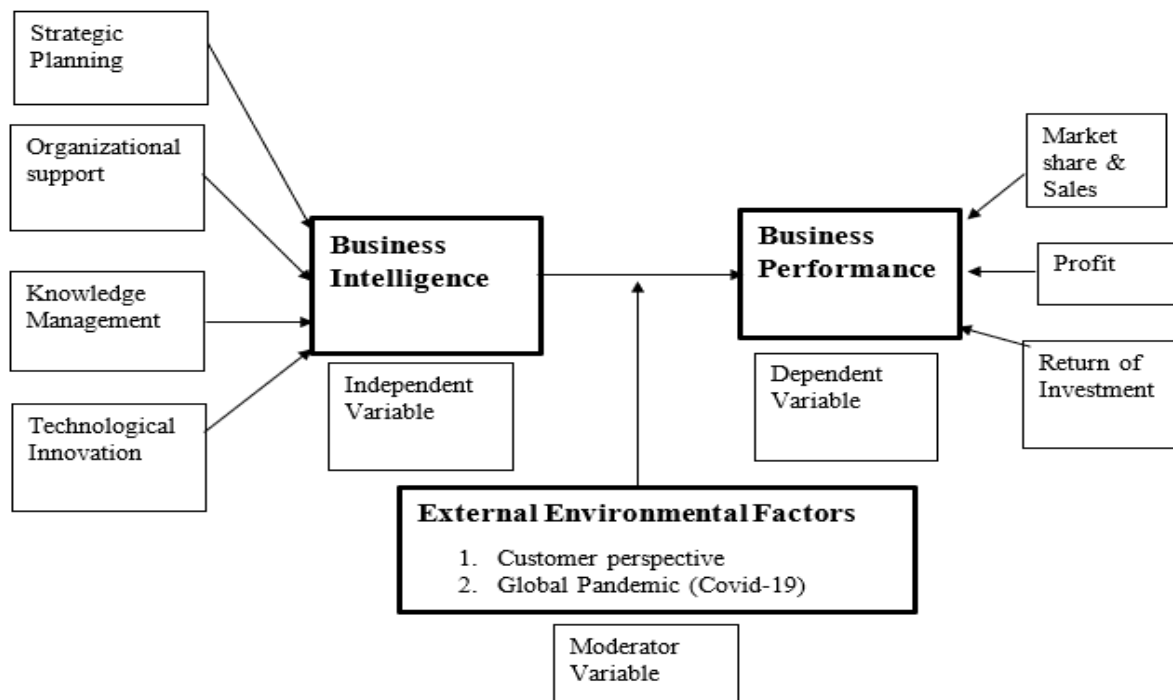 Strategic
Planning
Organizational
support
Knowledge
Management
Technological
Innovation
Business
Intelligence
Independent
Variable
Business
Performance
Dependent
Variable
Market
share &
Sales
Profit
Return of
Investment
External Environmental Factors
1. Customer perspective
2. Global Pandemic (Covid-19)
Moderator
Variable